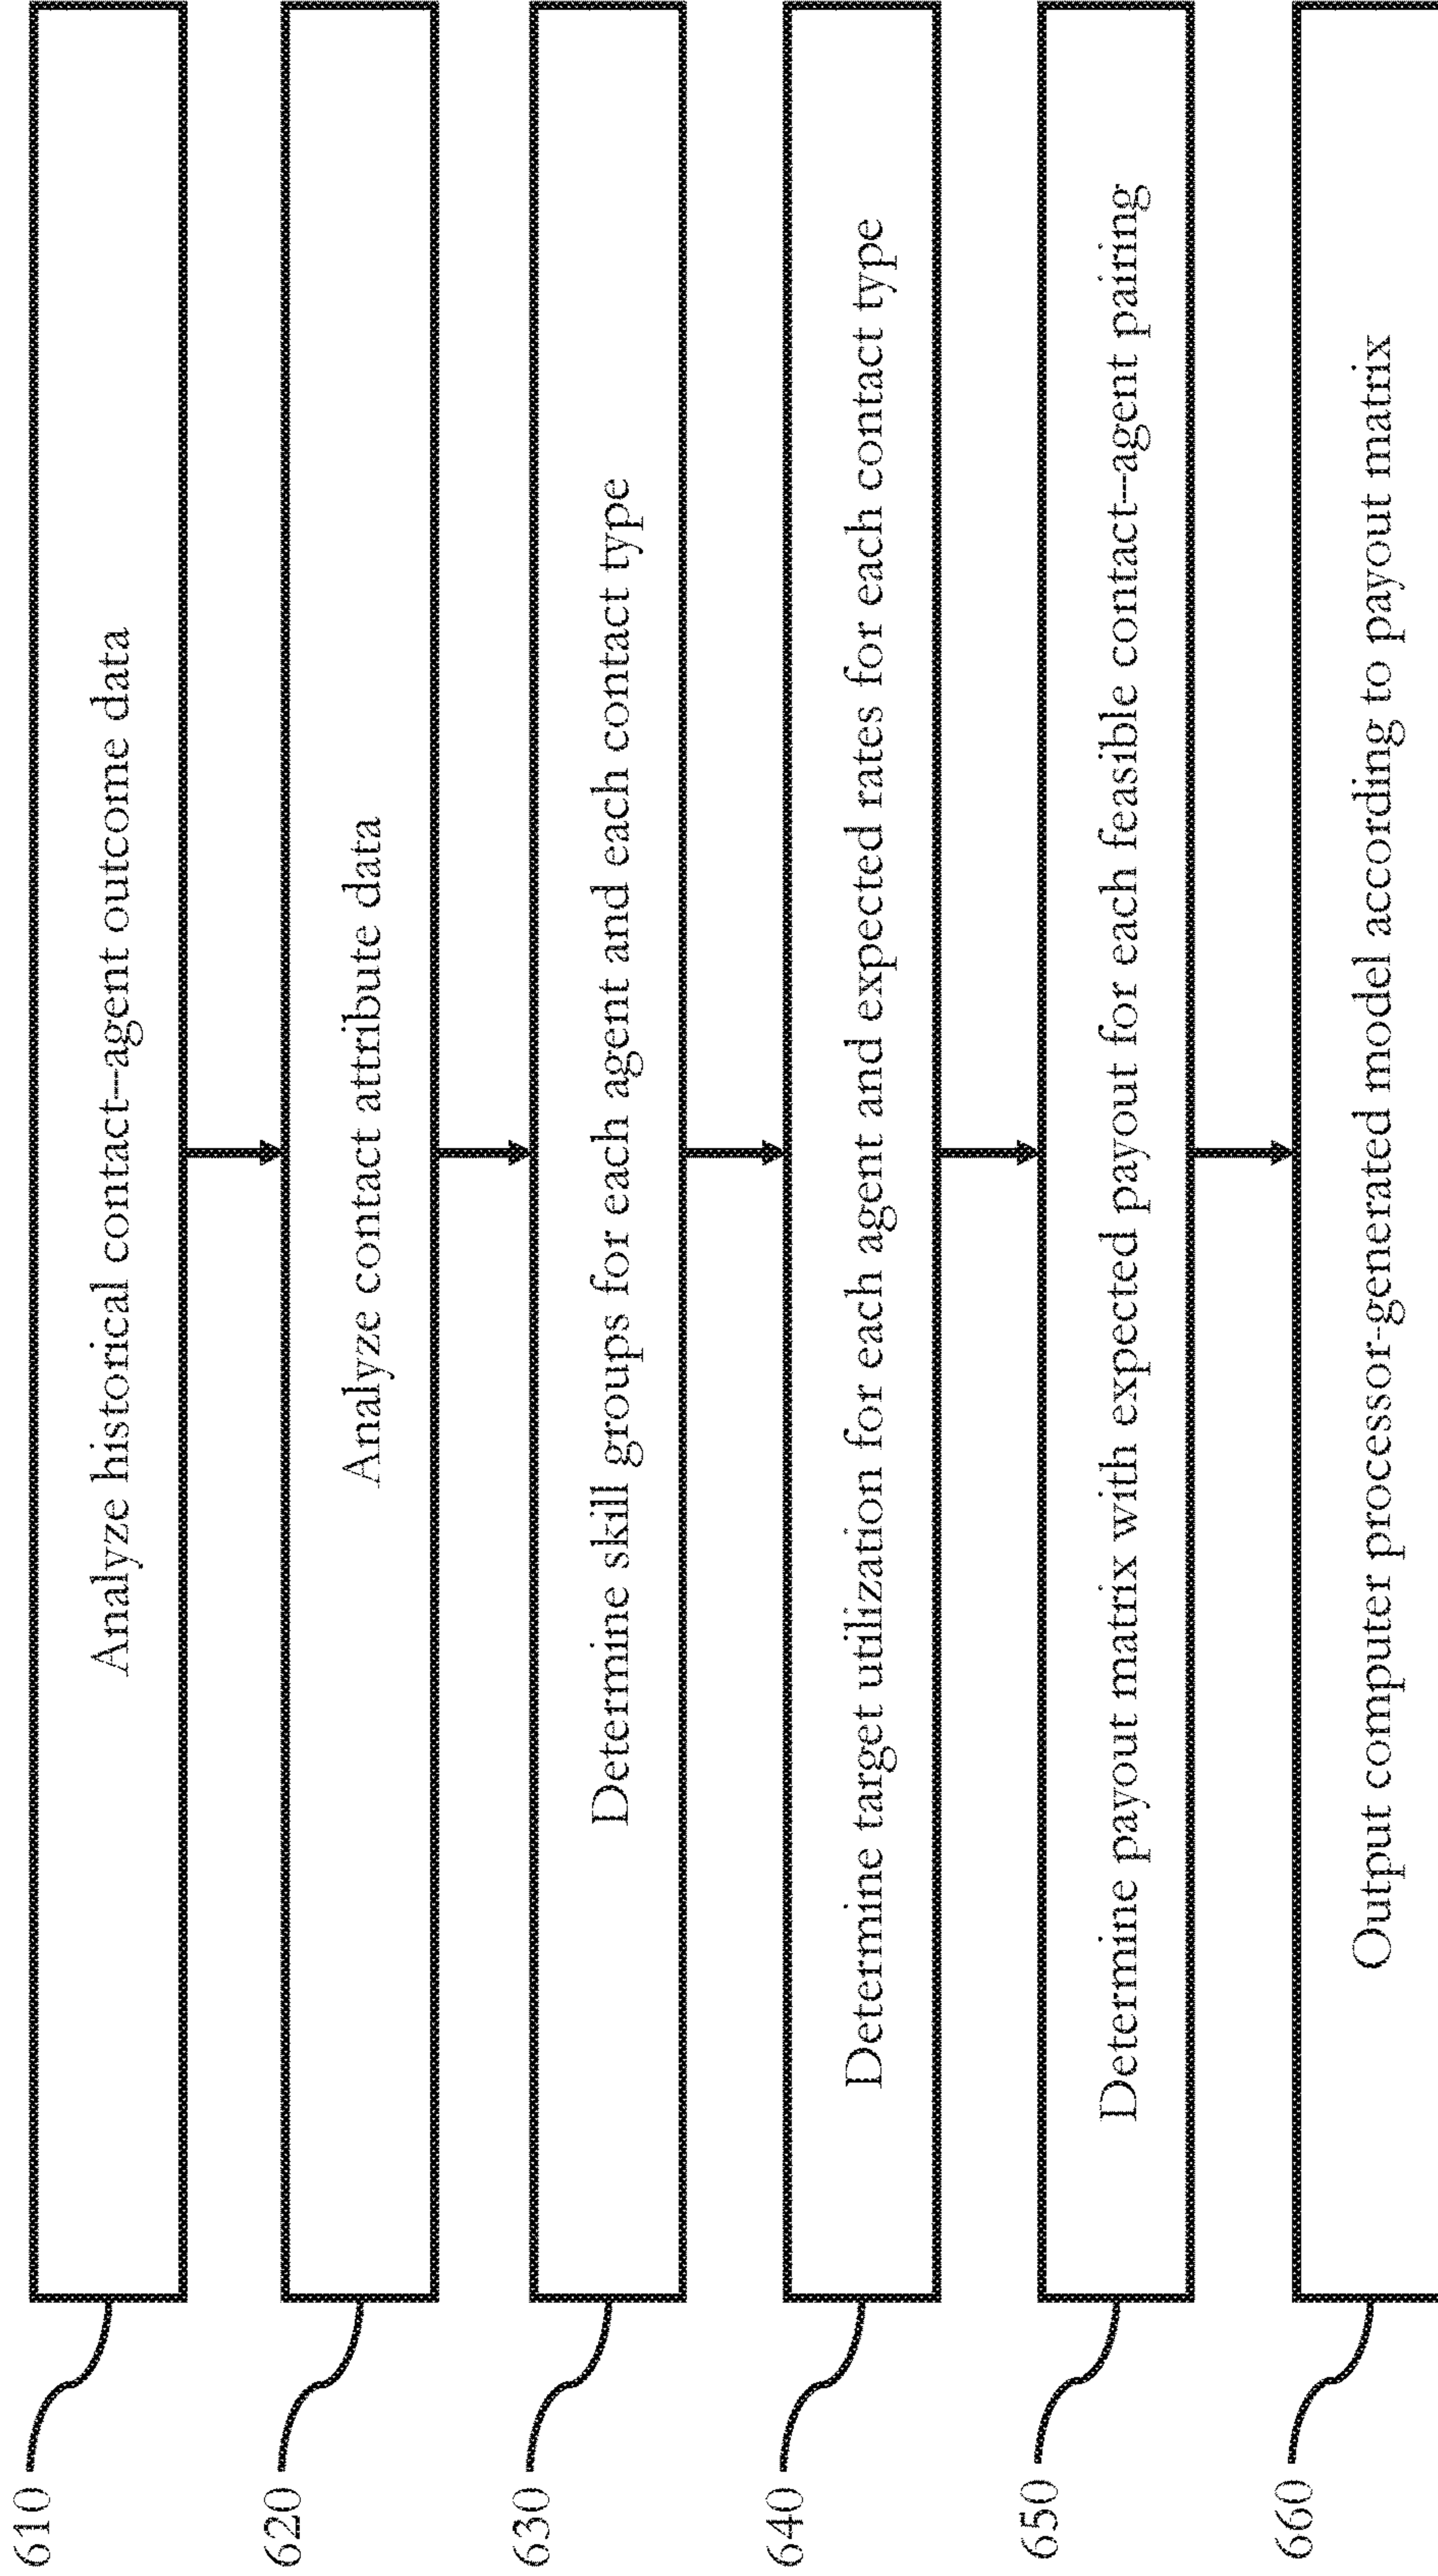 610
Analyze historical contact--agent outcome data
620
Analyze contact attribute data
630
Determine skill groups for each agent and each contact type
640
Determine target utilization for each agent and expected rates for each contact type
650
Determine payout matrix with expected payout for each feasible contact--agent pairing
660
Output computer processor-generated model according to payout matrix